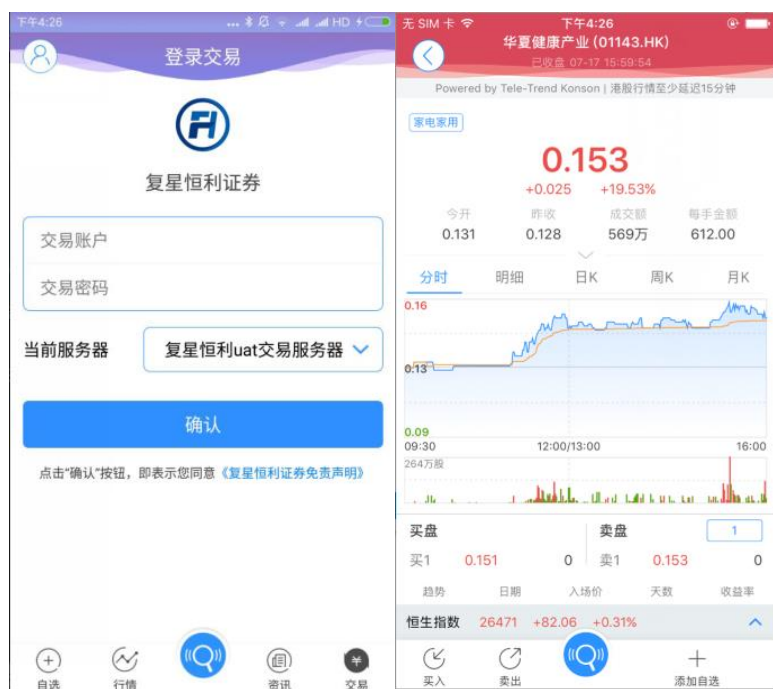 下午4:26
... HD
登录交易
复星恒利证券
交易账户
交易密码
当前服务器 复星恒利uat交易服务器
确认
点击“确认”按钮，即表示您同意《复星恒利证券免责声明》
自选 行情 资讯 交易
无 SIM 卡 下午4:26
华夏健康产业 (01143.HK)
已收盘 07-17 15:59:54
Powered by Tele-Trend Konson | 港股行情至少延迟15分钟
家电家用
0.153
+0.025 +19.53%
今开 昨收 成交额 每手金额
0.131 0.128 569万 612.00
分时 明细 日K 周K 月K
0.16
0.13
0.09
09:30 12:00/13:00 16:00
264万股
买盘 卖盘 1
买1 0.151 0 卖1 0.153 0
趋势 日期 入场价 天数 收益率
恒生指数 26471 +82.06 +0.31%
买入 卖出 添加自选